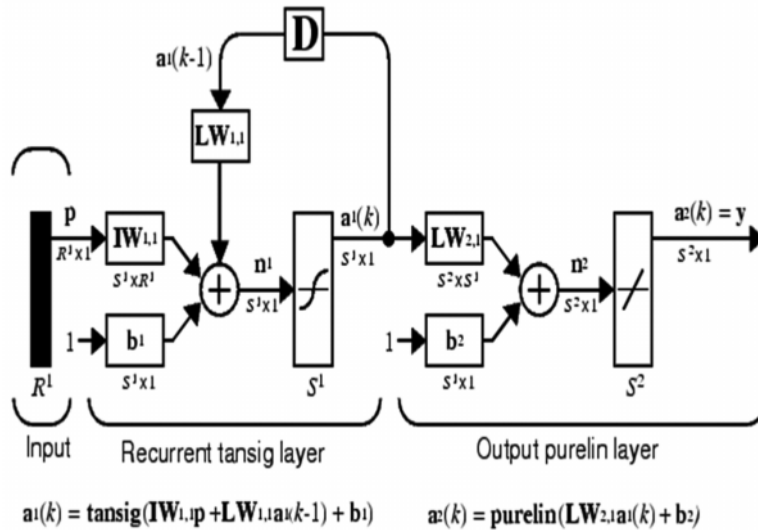 D
a1(k-1)
LW1,1
p
R1x1
IW1,1
S1xR1
1
b1
S1x1
n1
S1x1
a1(k)
S1x1
LW2,1
S2xS1
1
b2
S1x1
n2
S2x1
a2(k) = y
S2x1
R1
S1
S2
Input
Recurrent tansig layer
Output purelin layer
a1(k) = tansig(IW1,1p +LW1,1a1(k-1) + b1)
a2(k) = purelin(LW2,1a1(k) + b2)